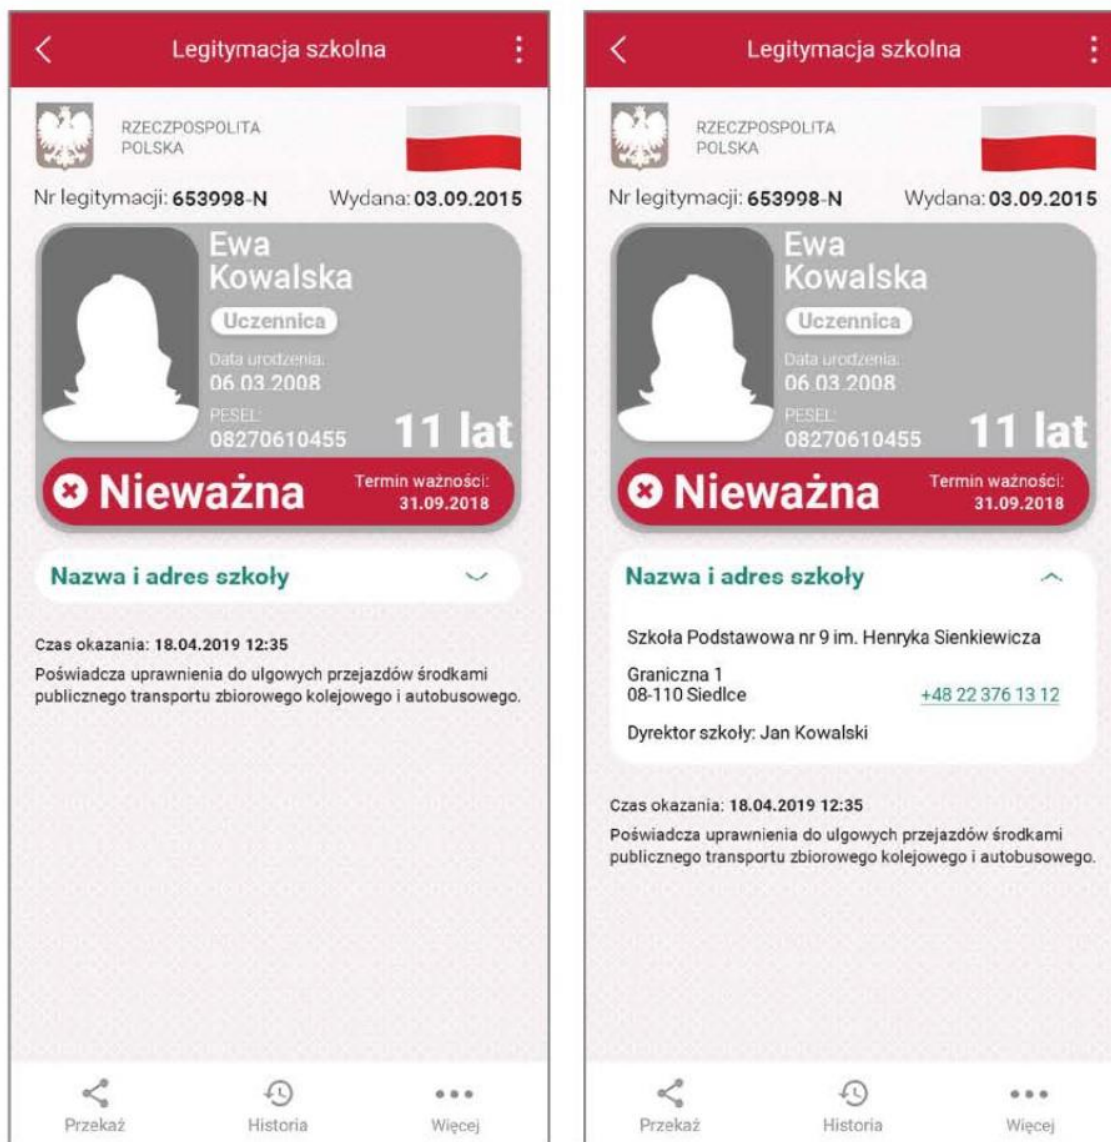 Legitymacja szkolna
RZECZPOSPOLITA
POLSKA
Nr legitymacji: 653998-N
Wydana: 03.09.2015
Ewa
Kowalska
Uczennica
Data urodzenia:
06.03.2008
PESEL:
08270610455
11 lat
Nieważna
Termin ważności:
31.09.2018
Nazwa i adres szkoły
Czas okazania: 18.04.2019 12:35
Poświadcza uprawnienia do ulgowych przejazdów środkami
publicznego transportu zbiorowego kolejowego i autobusowego.
Przekaż
Historia
Więcej
Legitymacja szkolna
RZECZPOSPOLITA
POLSKA
Nr legitymacji: 653998-N
Wydana: 03.09.2015
Ewa
Kowalska
Uczennica
Data urodzenia:
06.03.2008
PESEL:
08270610455
11 lat
Nieważna
Termin ważności:
31.09.2018
Nazwa i adres szkoły
Szkoła Podstawowa nr 9 im. Henryka Sienkiewicza
Graniczna 1
08-110 Siedlce
+48 22 376 13 12
Dyrektor szkoły: Jan Kowalski
Czas okazania: 18.04.2019 12:35
Poświadcza uprawnienia do ulgowych przejazdów środkami
publicznego transportu zbiorowego kolejowego i autobusowego.
Przekaż
Historia
Więcej